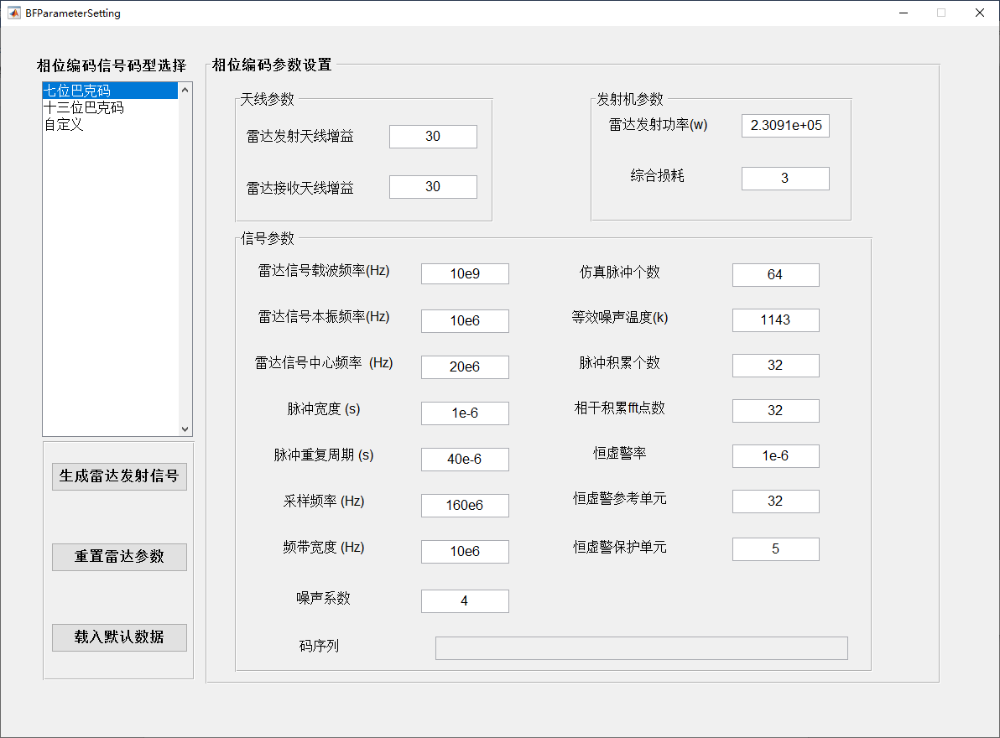 BFParameterSetting
相位编码信号码型选择
七位巴克码
十三位巴克码
自定义
生成雷达发射信号
重置雷达参数
载入默认数据
相位编码参数设置
天线参数
雷达发射天线增益 30
雷达接收天线增益 30
发射机参数
雷达发射功率(w) 2.3091e+05
综合损耗 3
信号参数
雷达信号载波频率(Hz) 10e9
雷达信号本振频率(Hz) 10e6
雷达信号中心频率 (Hz) 20e6
脉冲宽度 (s) 1e-6
脉冲重复周期 (s) 40e-6
采样频率 (Hz) 160e6
频带宽度 (Hz) 10e6
噪声系数 4
码序列
仿真脉冲个数 64
等效噪声温度(k) 1143
脉冲积累个数 32
相干积累fft点数 32
恒虚警率 1e-6
恒虚警参考单元 32
恒虚警保护单元 5